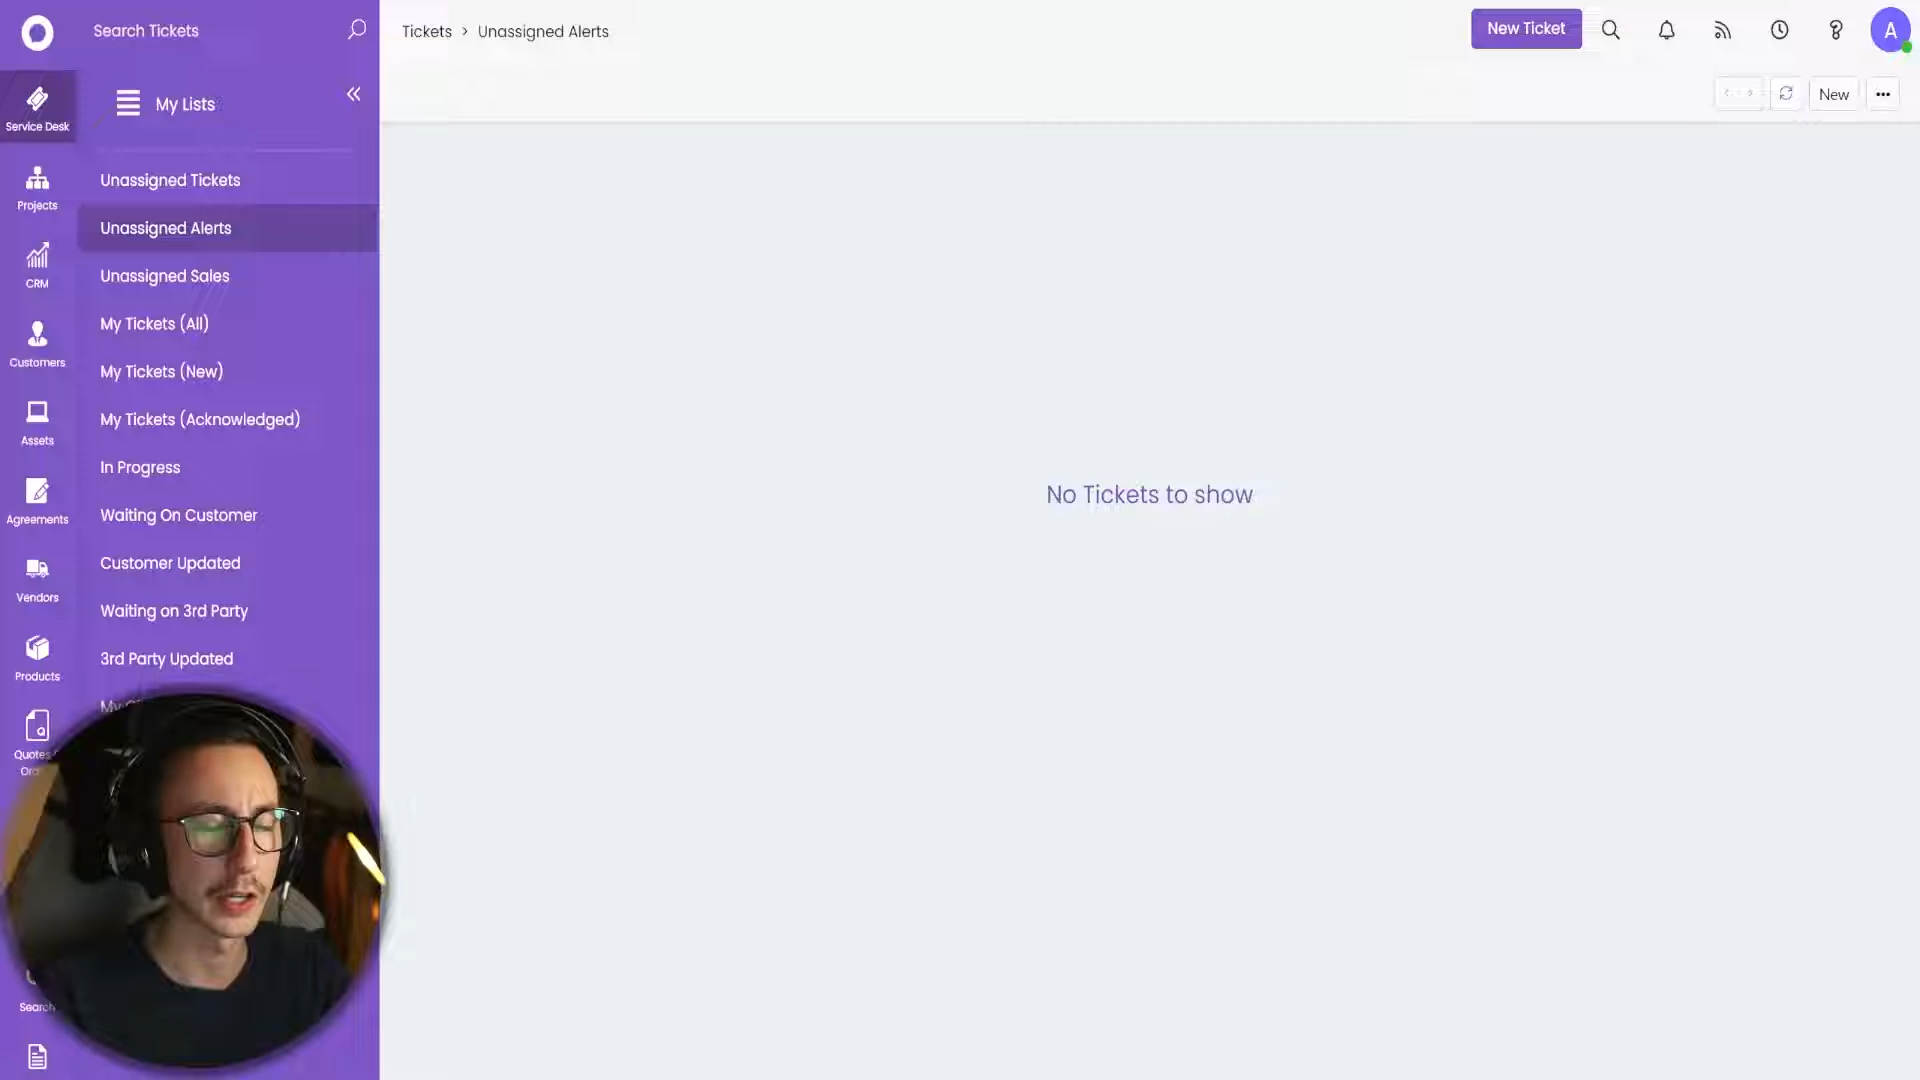 Search Tickets
Tickets > Unassigned Alerts
New Ticket
A
My Lists
New
Service Desk
Projects
CRM
Customers
Assets
Agreements
Vendors
Products
Quotes
Search
Unassigned Tickets
Unassigned Alerts
Unassigned Sales
My Tickets (All)
My Tickets (New)
My Tickets (Acknowledged)
In Progress
Waiting On Customer
Customer Updated
Waiting on 3rd Party
3rd Party Updated
My
No Tickets to show